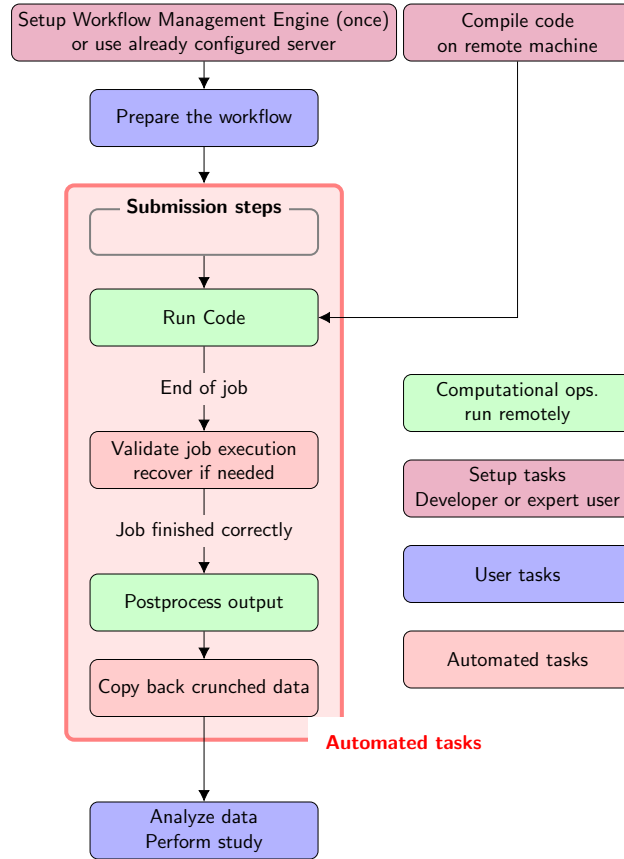 Setup Workflow Management Engine (once)
or use already configured server
Compile code
on remote machine
Prepare the workflow
Submission steps
Run Code
End of job
Validate job execution
recover if needed
Job finished correctly
Postprocess output
Copy back crunched data
Automated tasks
Analyze data
Perform study
Computational ops.
run remotely
Setup tasks
Developer or expert user
User tasks
Automated tasks